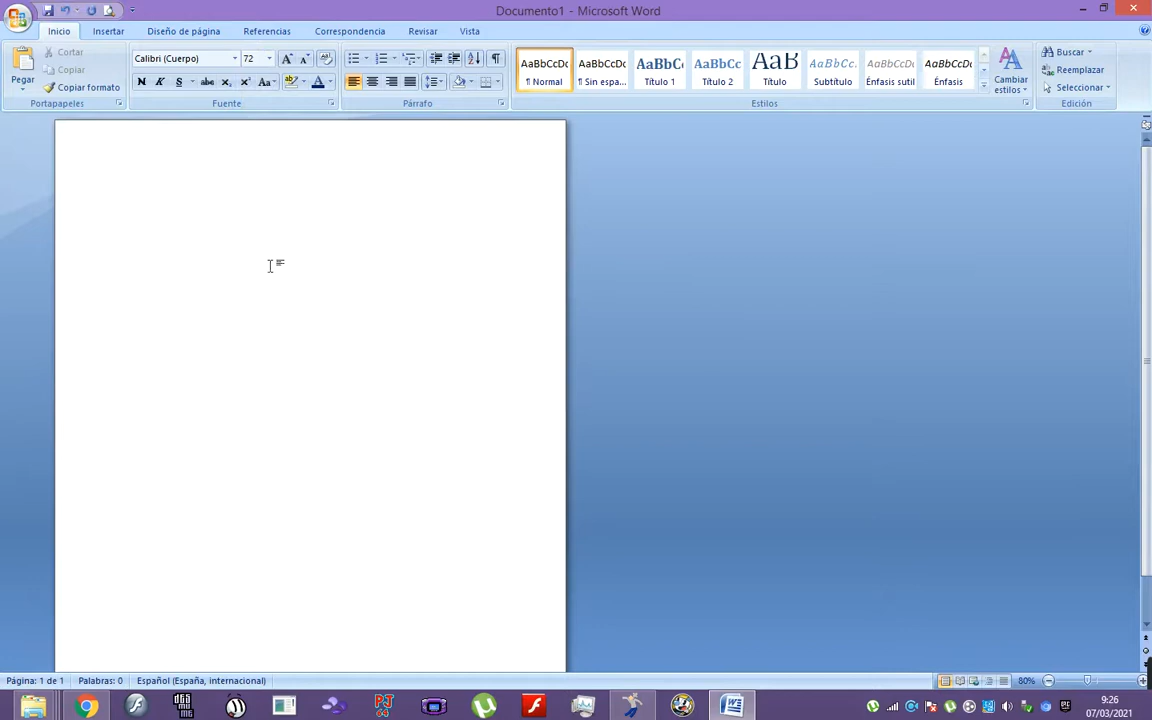 Documento1 - Microsoft Word
Inicio Insertar Diseño de página Referencias Correspondencia Revisar Vista
Pegar
Cortar
Copiar
Copiar formato
Portapapeles
Calibri (Cuerpo) 72
N K S abc x₂ x² Aa
Fuente
Párrafo
AaBbCcDc AaBbCcDc AaBbC AaBbCc AaB AaBbCc. AaBbCcDc AaBbCcDc
¶ Normal ¶ Sin espa... Título 1 Título 2 Título Subtítulo Énfasis sutil Énfasis
Cambiar estilos
Estilos
Buscar
Reemplazar
Seleccionar
Edición
Página: 1 de 1 Palabras: 0 Español (España, internacional) 80%
9:26
07/03/2021